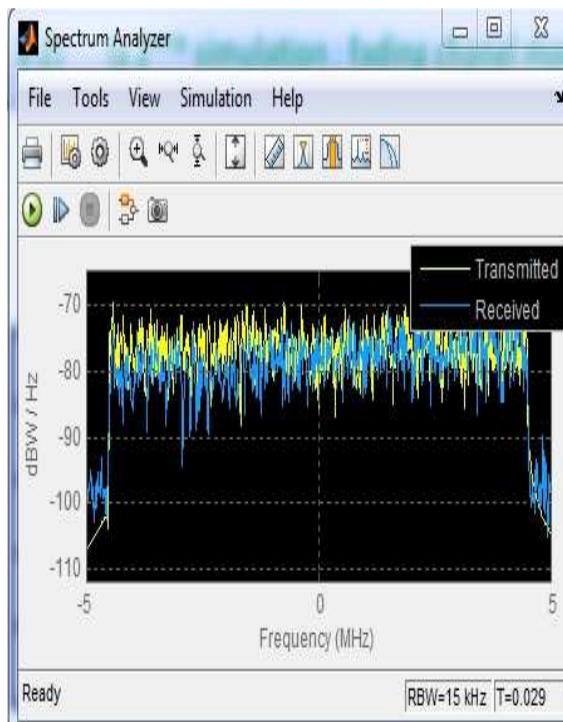 Spectrum Analyzer
File Tools View Simulation Help
Transmitted
Received
-70
-80
-90
-100
-110
dBW / Hz
-5 0 5
Frequency (MHz)
Ready RBW=15 kHz T=0.029